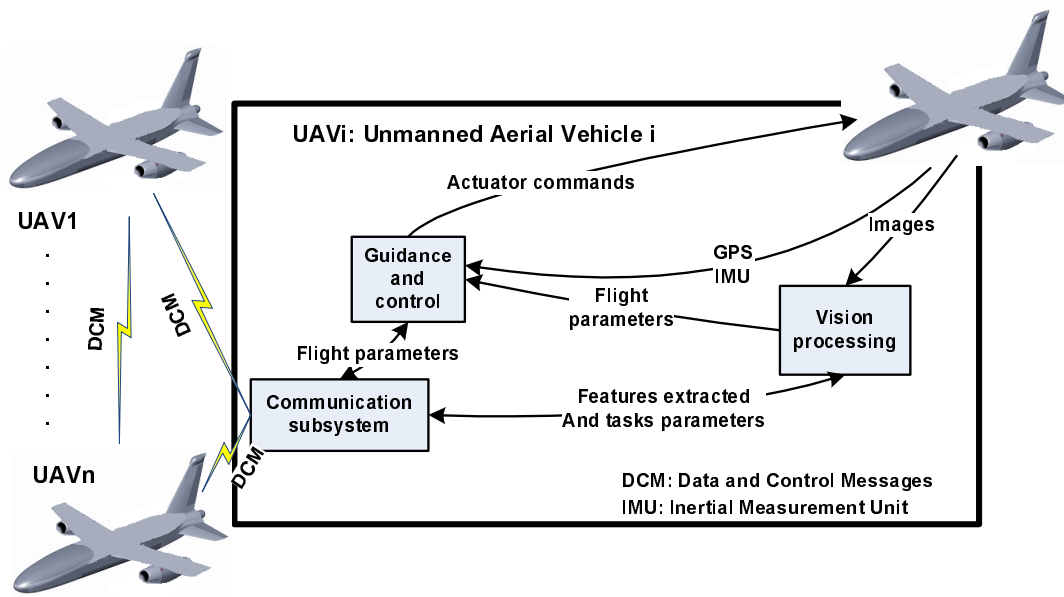 UAVi: Unmanned Aerial Vehicle i
Actuator commands
UAV1
Images
Guidance
and
control
GPS
IMU
Flight
parameters
Vision
processing
DCM
DCM
Flight parameters
Communication
subsystem
Features extracted
And tasks parameters
DCM
UAVn
DCM: Data and Control Messages
IMU: Inertial Measurement Unit